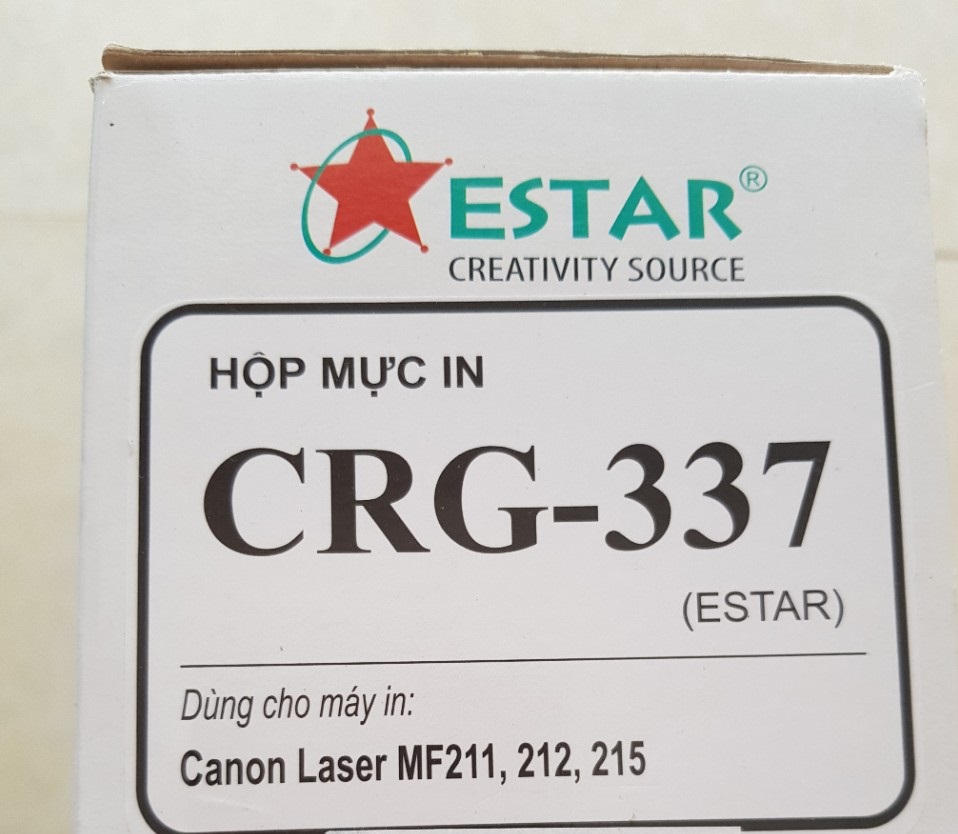 ESTAR®
CREATIVITY SOURCE
HỘP MỰC IN
CRG-337
(ESTAR)
Dùng cho máy in:
Canon Laser MF211, 212, 215